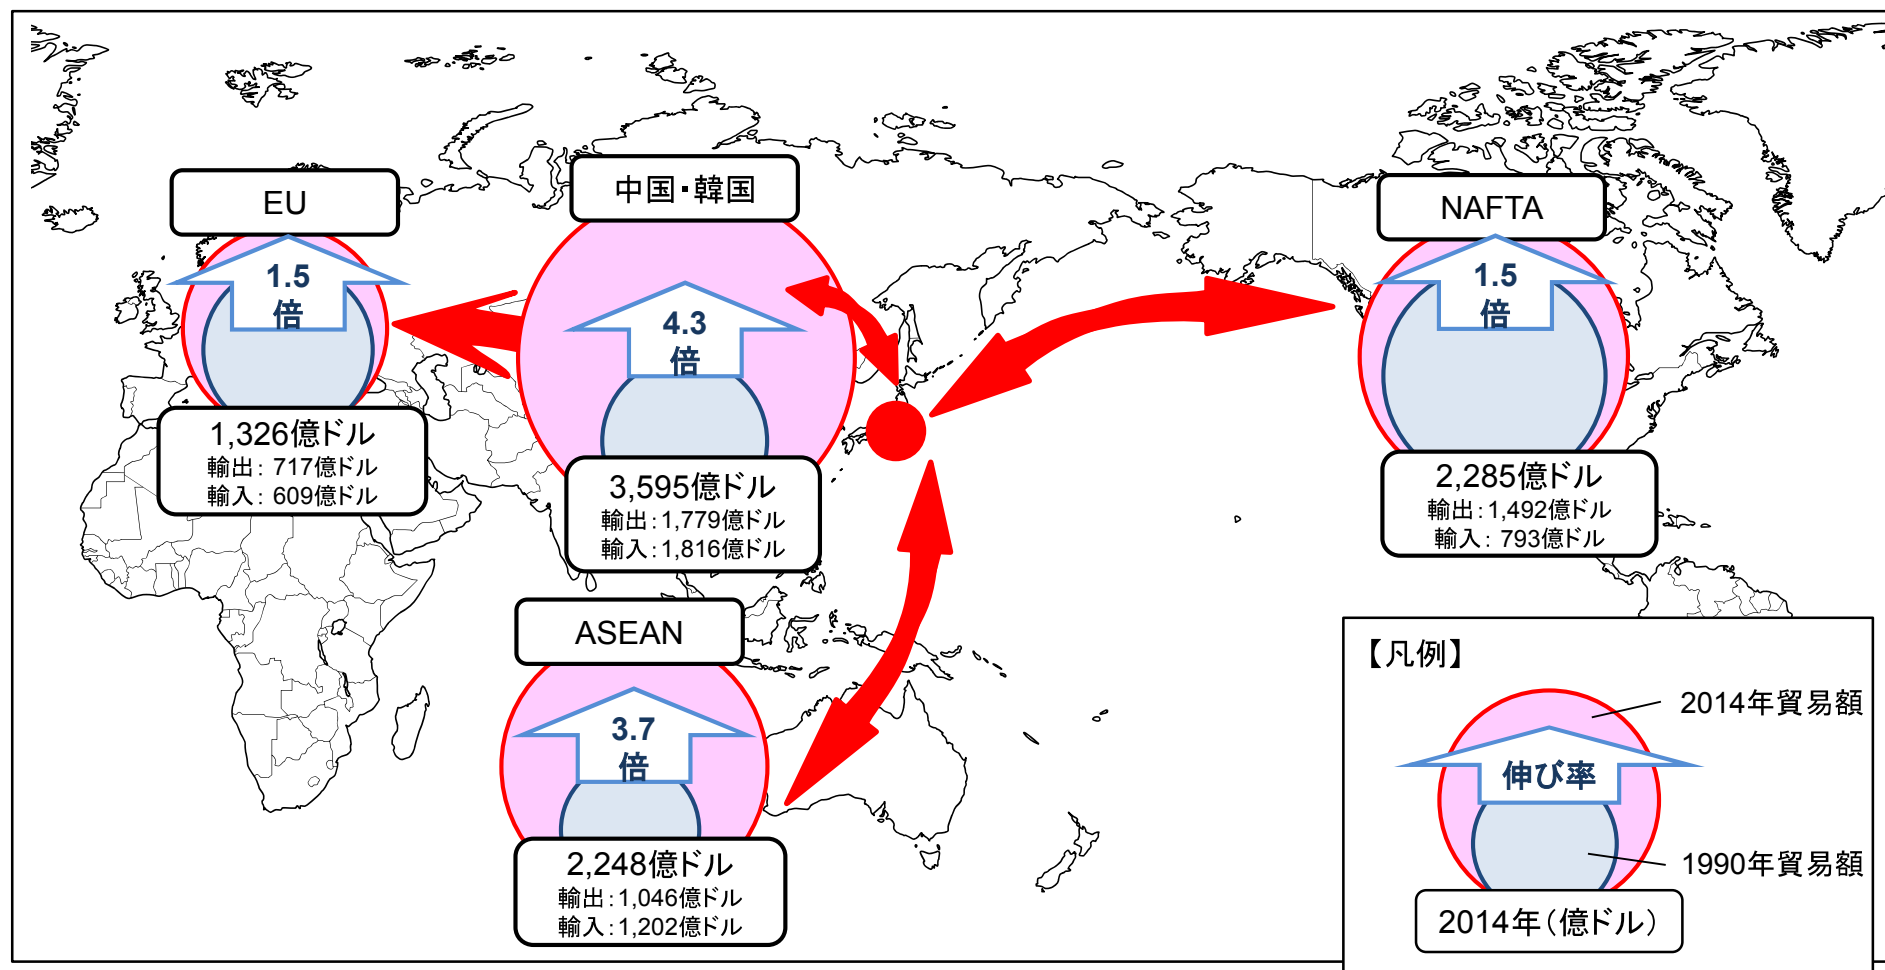 EU
1.5
倍
1,326億ドル
輸出：717億ドル
輸入：609億ドル
中国・韓国
4.3
倍
3,595億ドル
輸出：1,779億ドル
輸入：1,816億ドル
NAFTA
1.5
倍
2,285億ドル
輸出：1,492億ドル
輸入：793億ドル
ASEAN
3.7
倍
2,248億ドル
輸出：1,046億ドル
輸入：1,202億ドル
【凡例】
2014年貿易額
伸び率
1990年貿易額
2014年（億ドル）